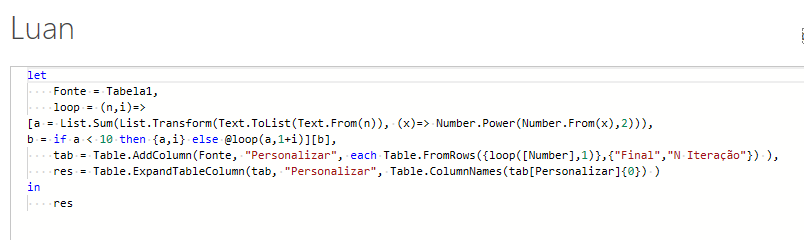 Luan
let
Fonte = Tabela1,
loop = (n,i)=>
[a = List.Sum(List.Transform(Text.ToList(Text.From(n)), (x)=> Number.Power(Number.From(x),2))),
b = if a < 10 then {a,i} else @loop(a,1+i)][b],
tab = Table.AddColumn(Fonte, "Personalizar", each Table.FromRows({loop([Number],1)},{"Final","N Iteração"}) ),
res = Table.ExpandTableColumn(tab, "Personalizar", Table.ColumnNames(tab[Personalizar]{0}) )
in
res